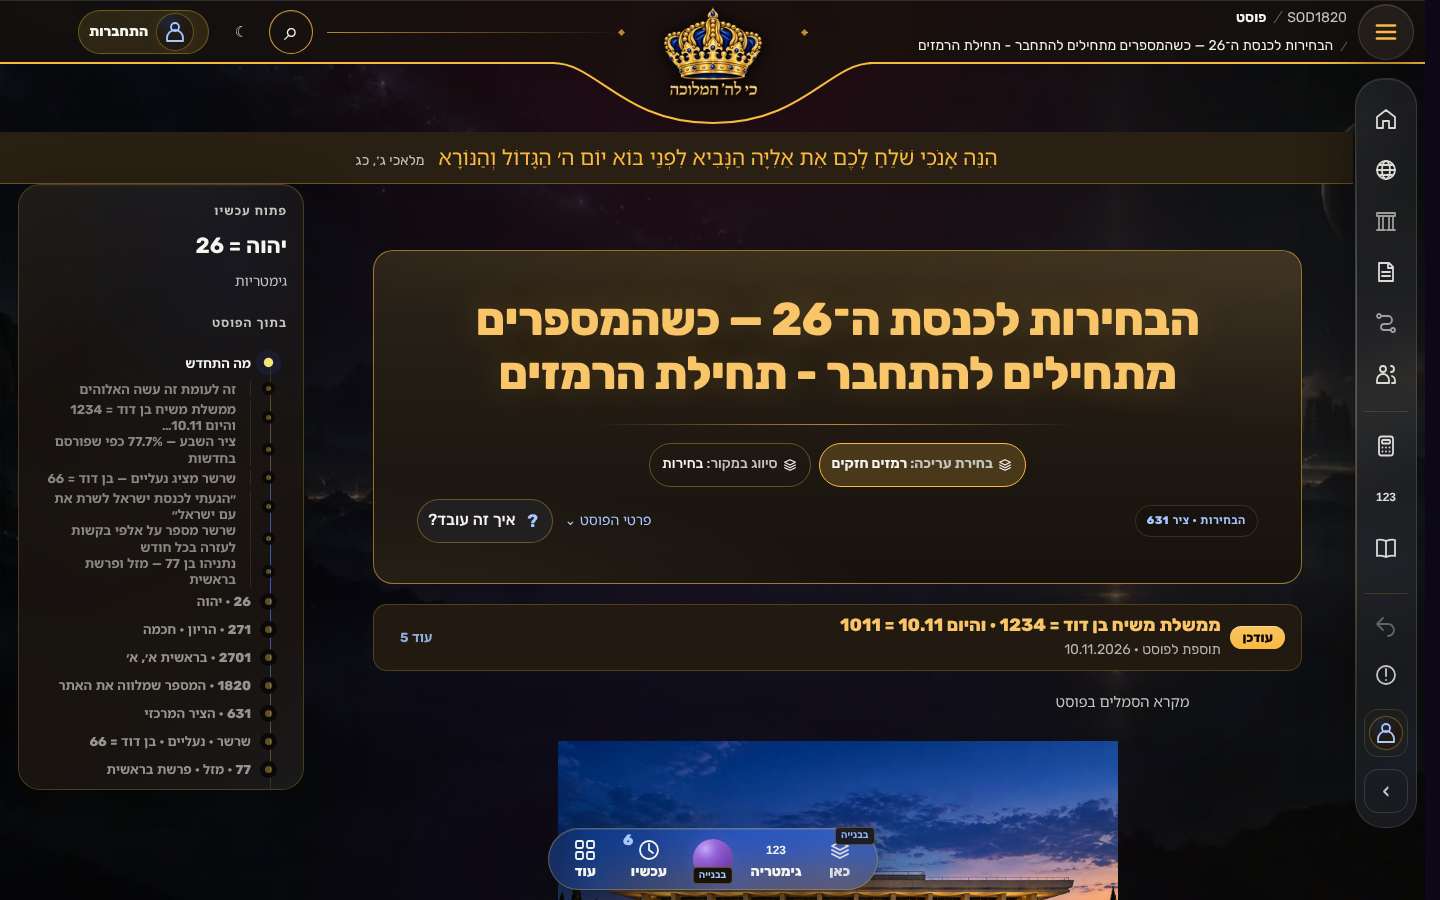 SOD1820 / פוסט
/ הבחירות לכנסת ה־26 — כשהמספרים מתחילים להתחבר - תחילת הרמזים
כי לה' המלוכה
התחברות
הִנֵּה אָנֹכִי שֹׁלֵחַ לָכֶם אֵת אֵלִיָּה הַנָּבִיא לִפְנֵי בּוֹא יוֹם ה' הַגָּדוֹל וְהַנּוֹרָא מלאכי ג׳, כג
123
הבחירות לכנסת ה־26 — כשהמספרים
מתחילים להתחבר - תחילת הרמזים
בחירת עריכה: רמזים חזקים
סיווג במקור: בחירות
הבחירות • ציר 631
פרטי הפוסט
? איך זה עובד?
עודכן
ממשלת משיח בן דוד = 1234 • והיום 10.11 = 1011
תוספת לפוסט • 10.11.2026
עוד 5
מקרא הסמלים בפוסט
פתוח עכשיו
יהוה = 26
גימטריות
בתוך הפוסט
מה התחדש
זה לעומת זה עשה האלוהים
ממשלת משיח בן דוד = 1234
והיום 10.11...
ציר השבע — 77.7% כפי שפורסם
בחדשות
שרשר מציג נעליים — בן דוד = 66
״הגעתי לכנסת ישראל לשרת את
עם ישראל״
שרשר מספר על אלפי בקשות
לעזרה בכל חודש
נתניהו בן 77 — מזל ופרשת
בראשית
26 • יהוה
271 • הריון • חכמה
2701 • בראשית א׳, א׳
1820 • המספר שמלווה את האתר
631 • הציר המרכזי
שרשר • נעליים • בן דוד = 66
77 • מזל • פרשת בראשית
בבנייה
כאן
123
גימטריה
בבנייה
6
עכשיו
עוד